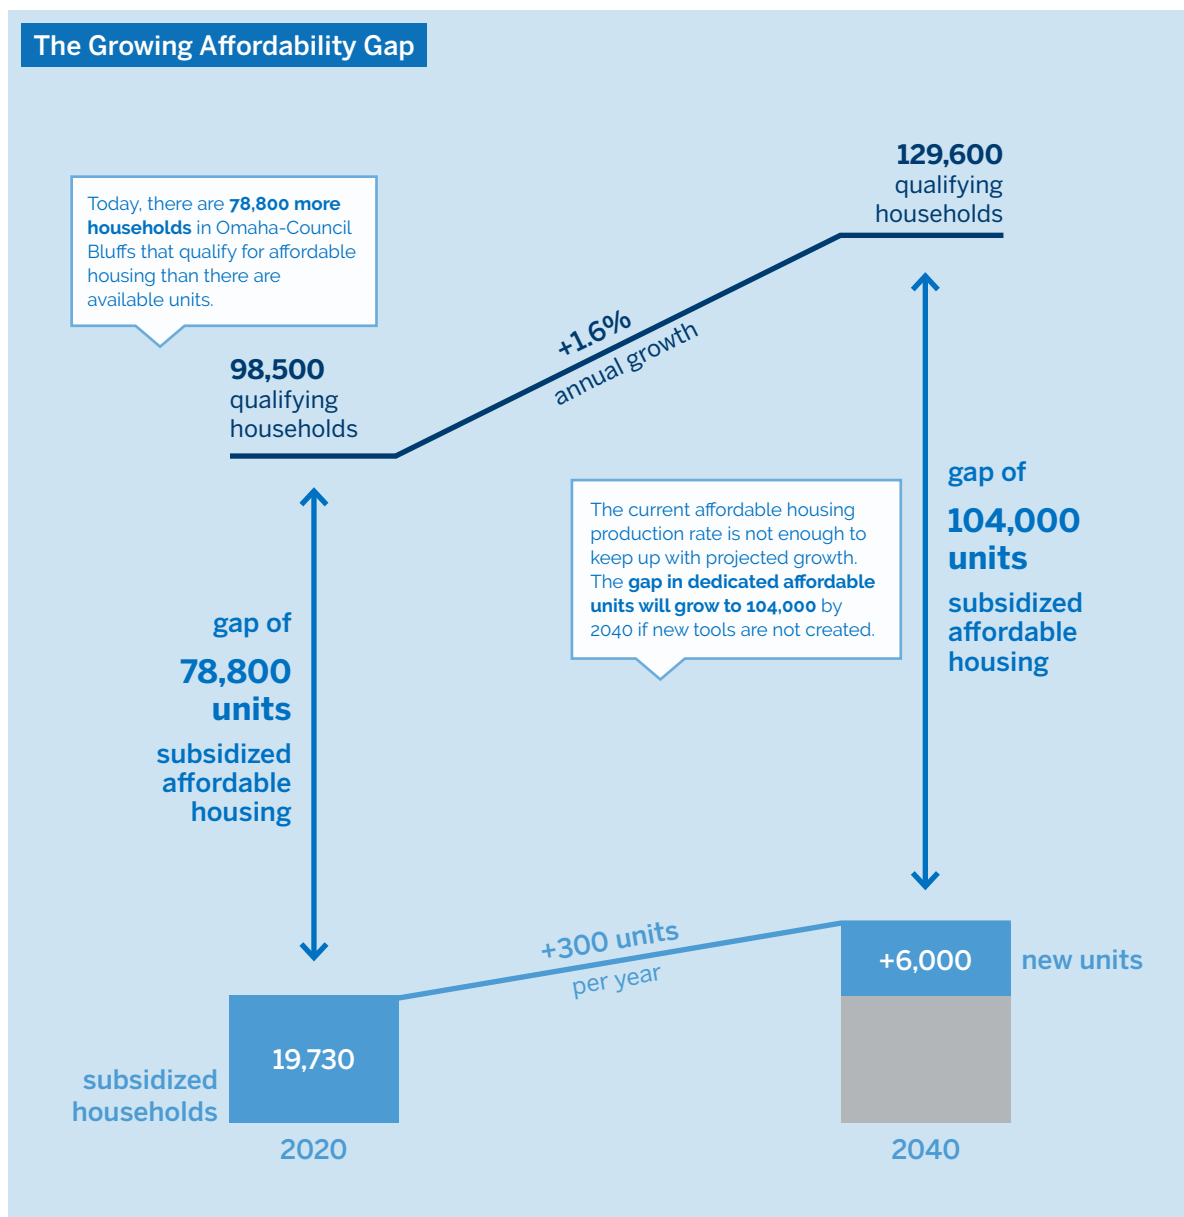 The Growing Affordability Gap
129,600
qualifying
households
Today, there are 78,800 more
households in Omaha-Council
Bluffs that qualify for affordable
housing than there are
available units.
+1.6%
annual growth
98,500
qualifying
households
gap of
104,000
units
subsidized
affordable
housing
The current affordable housing
production rate is not enough to
keep up with projected growth.
The gap in dedicated affordable
units will grow to 104,000 by
2040 if new tools are not created.
gap of
78,800
units
subsidized
affordable
housing
+300 units
per year
+6,000
new units
19,730
subsidized
households
2020
2040